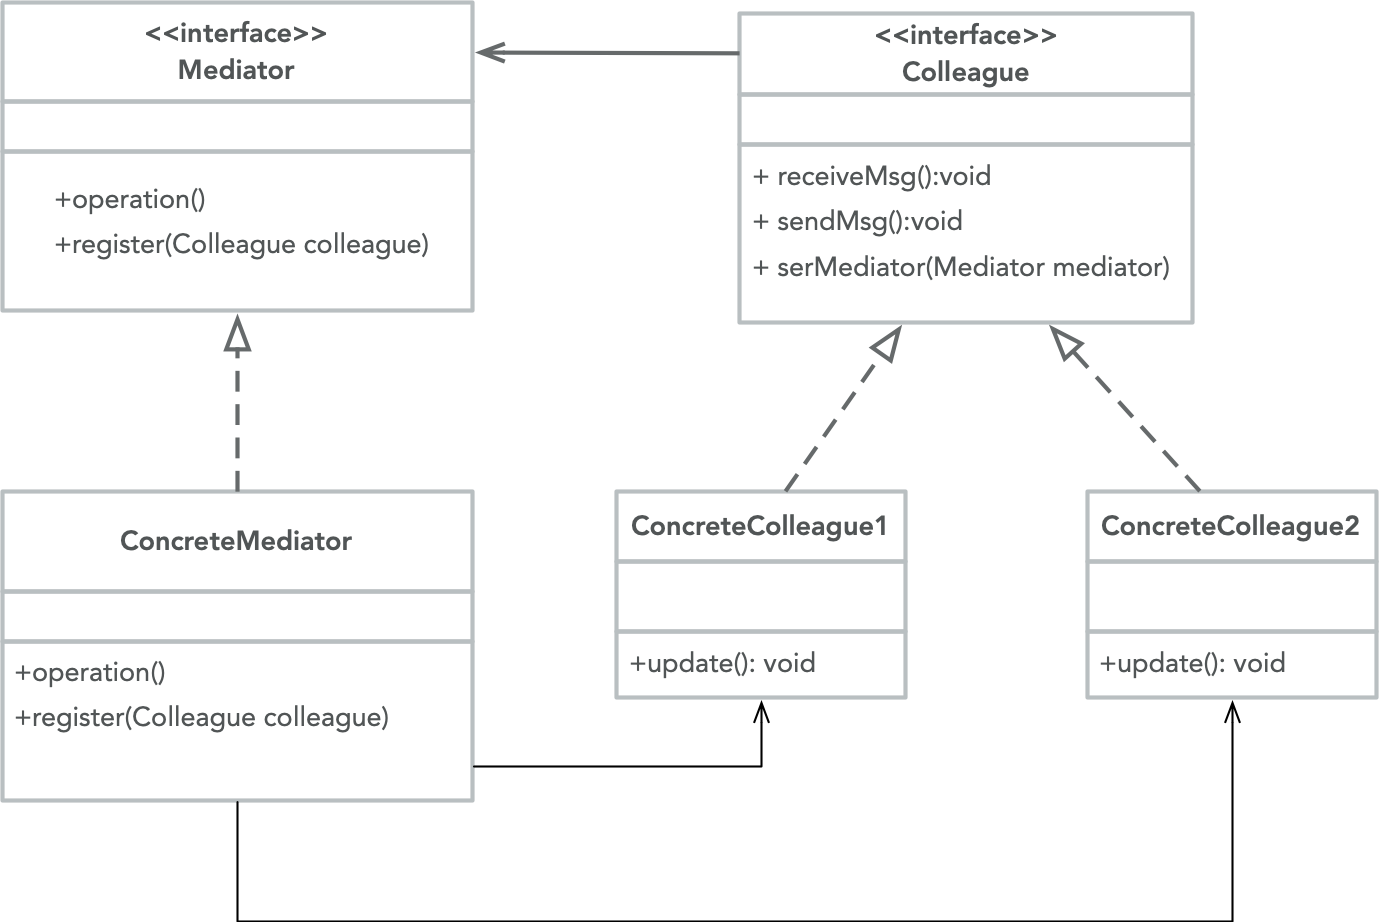 <<interface>>
Mediator
+operation()
+register(Colleague colleague)
<<interface>>
Colleague
+ receiveMsg():void
+ sendMsg():void
+ serMediator(Mediator mediator)
ConcreteMediator
+operation()
+register(Colleague colleague)
ConcreteColleague1
+update(): void
ConcreteColleague2
+update(): void